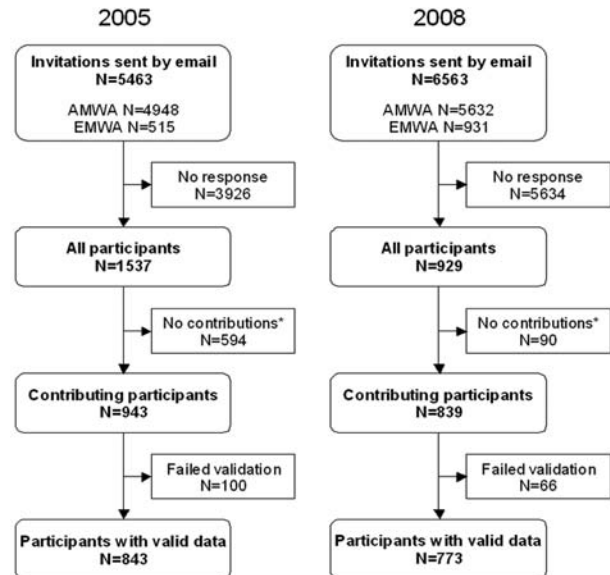 2005
Invitations sent by email
N=5463
AMWA N=4948
EMWA N=515
No response
N=3926
All participants
N=1537
No contributions*
N=594
Contributing participants
N=943
Failed validation
N=100
Participants with valid data
N=843
2008
Invitations sent by email
N=6563
AMWA N=5632
EMWA N=931
No response
N=5634
All participants
N=929
No contributions*
N=90
Contributing participants
N=839
Failed validation
N=66
Participants with valid data
N=773